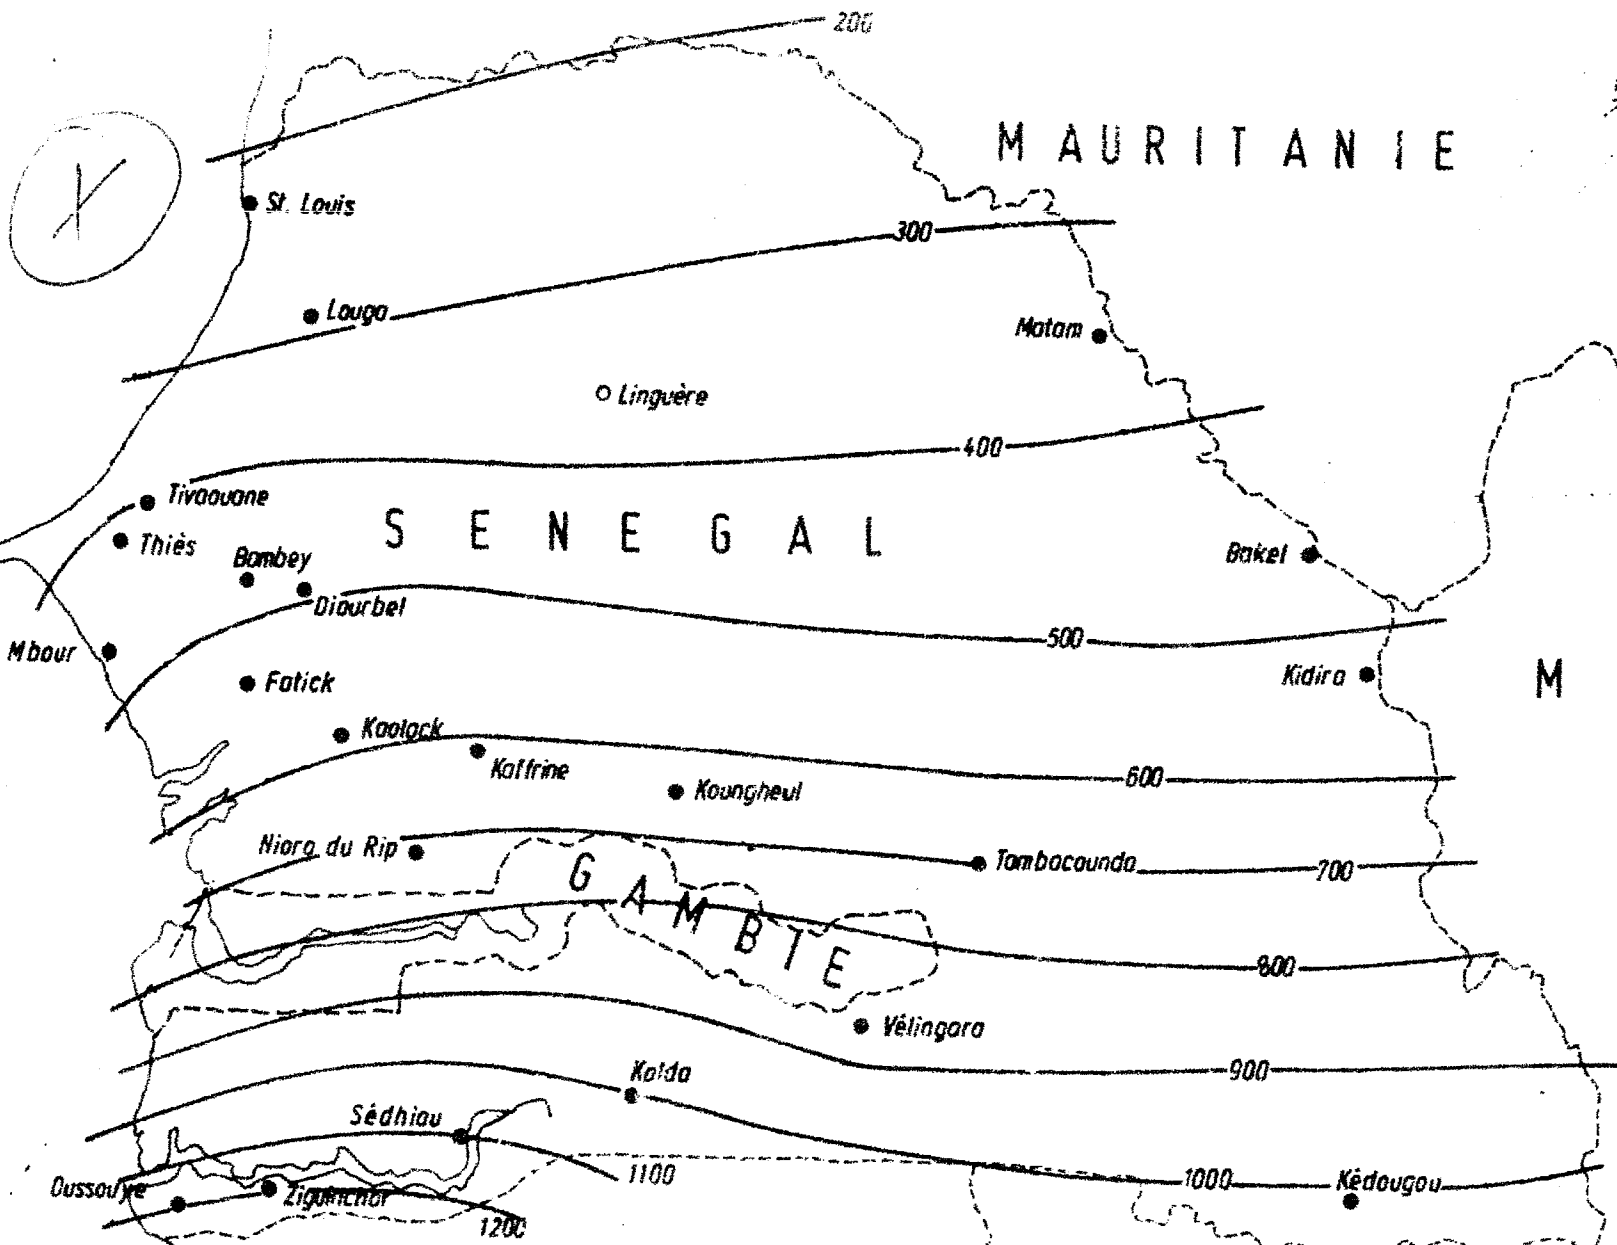 200
MAURITANIE
St. Louis
300
Louga
Matam
Linguère
400
Tivaouane
SENEGAL
Thiès
Bambey
Bakel
Diourbel
500
Mbour
Kidira
M
Fatick
Kaolack
Kaffrine
600
Koungheul
Nioro du Rip
Tambacounda
700
GAMBIE
800
Vélingara
900
Kolda
Sédhiou
1100
1000
Kédougou
Oussouye
Ziguinchor
1200